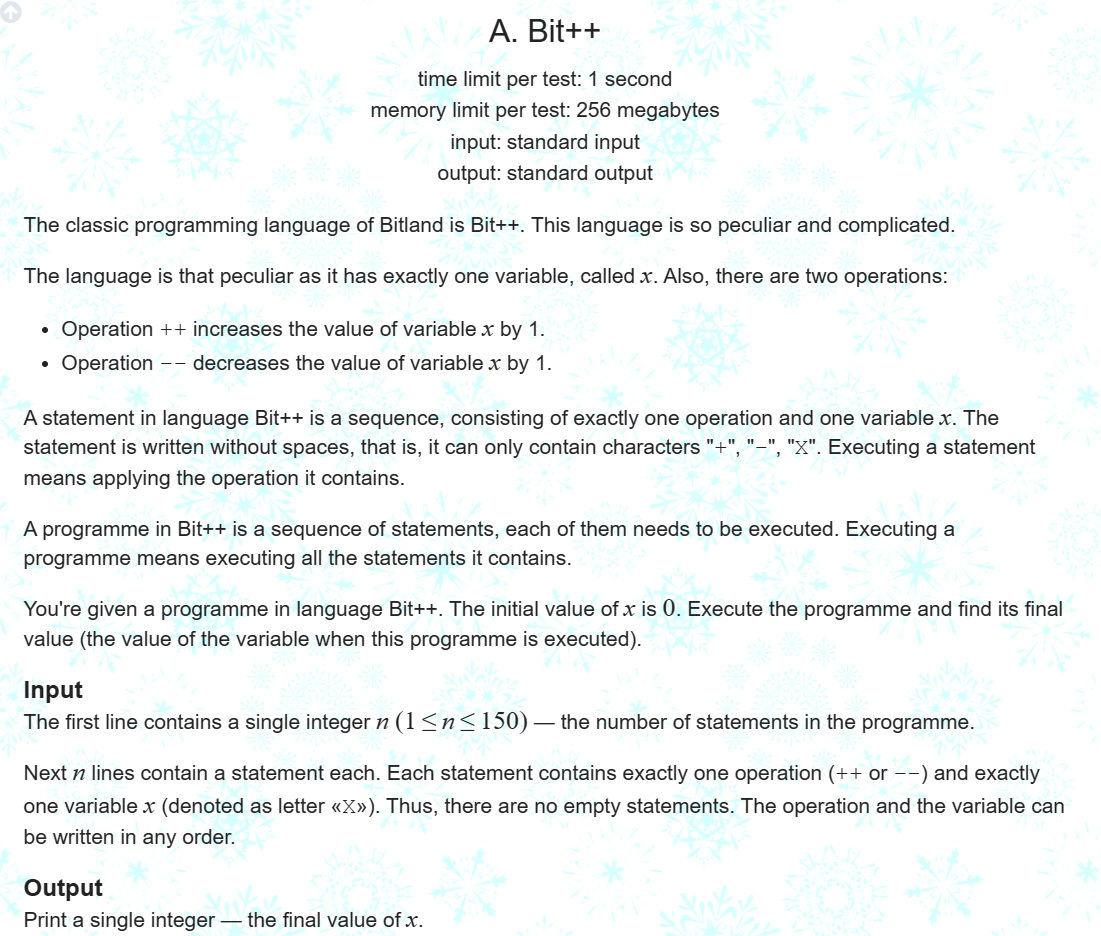 A. Bit++
time limit per test: 1 second
memory limit per test: 256 megabytes
input: standard input
output: standard output
The classic programming language of Bitland is Bit++. This language is so peculiar and complicated.
The language is that peculiar as it has exactly one variable, called x. Also, there are two operations:
• Operation ++ increases the value of variable x by 1.
• Operation -- decreases the value of variable x by 1.
A statement in language Bit++ is a sequence, consisting of exactly one operation and one variable x. The
statement is written without spaces, that is, it can only contain characters "+", "-", "X". Executing a statement
means applying the operation it contains.
A programme in Bit++ is a sequence of statements, each of them needs to be executed. Executing a
programme means executing all the statements it contains.
You're given a programme in language Bit++. The initial value of x is 0. Execute the programme and find its final
value (the value of the variable when this programme is executed).
Input
The first line contains a single integer n (1 ≤ n ≤ 150) — the number of statements in the programme.
Next n lines contain a statement each. Each statement contains exactly one operation (++ or --) and exactly
one variable x (denoted as letter «X»). Thus, there are no empty statements. The operation and the variable can
be written in any order.
Output
Print a single integer — the final value of x.